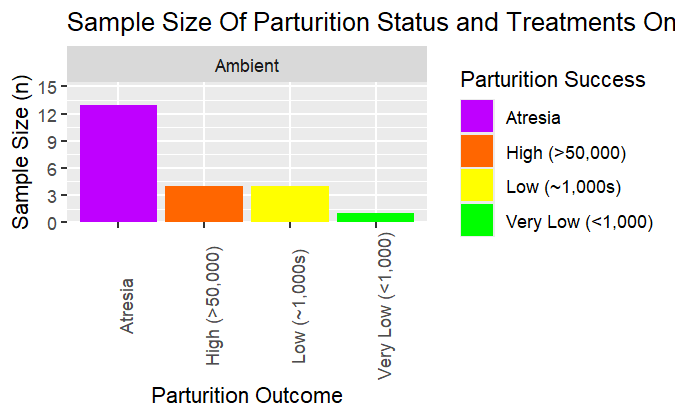 Sample Size Of Parturition Status and Treatments On
Ambient
Sample Size (n)
15
12
9
6
3
0
Atresia
High (>50,000)
Low (~1,000s)
Very Low (<1,000)
Parturition Outcome
Parturition Success
Atresia
High (>50,000)
Low (~1,000s)
Very Low (<1,000)